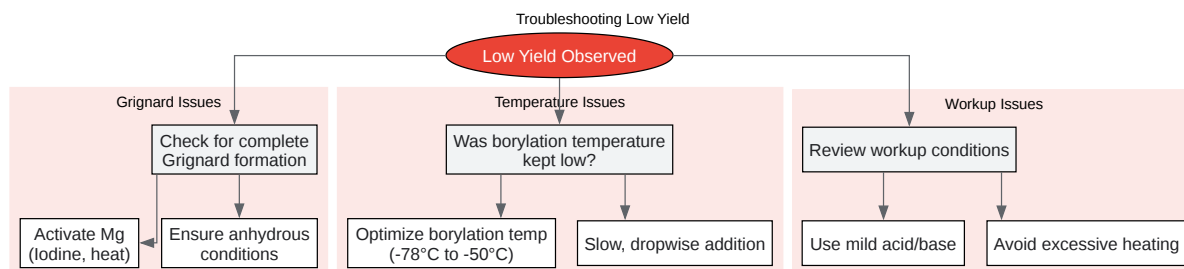 Troubleshooting Low Yield
Low Yield Observed
Grignard Issues
Check for complete
Grignard formation
Activate Mg
(Iodine, heat)
Ensure anhydrous
conditions
Temperature Issues
Was borylation temperature
kept low?
Optimize borylation temp
(-78°C to -50°C)
Slow, dropwise addition
Workup Issues
Review workup conditions
Use mild acid/base
Avoid excessive heating